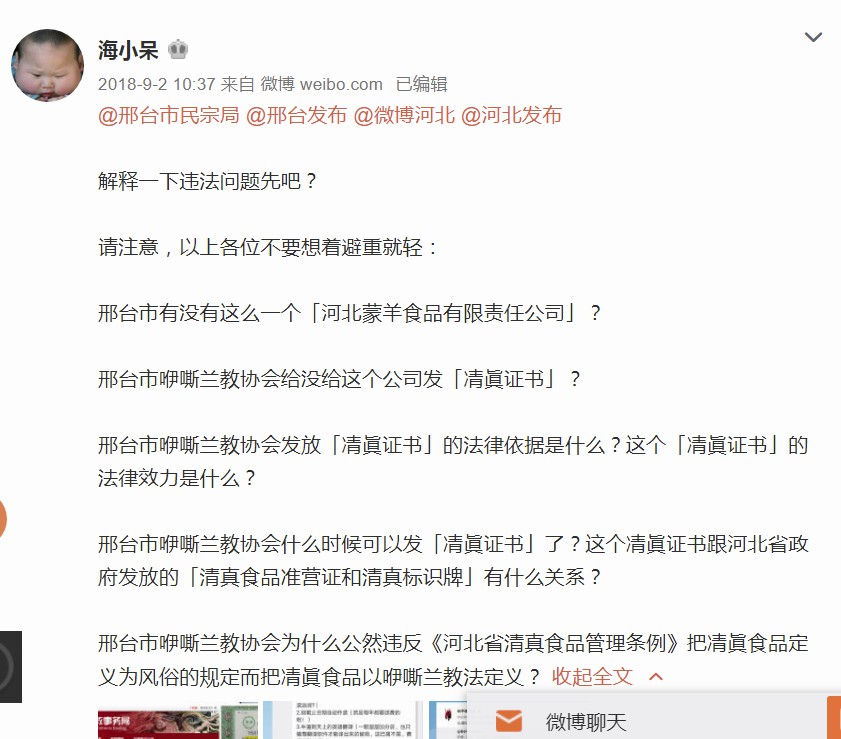 海小呆
2018-9-2 10:37 来自 微博 weibo.com 已编辑
@邢台市民宗局 @邢台发布 @微博河北 @河北发布
解释一下违法问题先吧？
请注意，以上各位不要想着避重就轻：
邢台市有没有这么一个「河北蒙羊食品有限责任公司」？
邢台市咿嘶兰教协会给没给这个公司发「凊眞证书」？
邢台市咿嘶兰教协会发放「凊眞证书」的法律依据是什么？这个「凊眞证书」的
法律效力是什么？
邢台市咿嘶兰教协会什么时候可以发「凊眞证书」了？这个凊眞证书跟河北省政
府发放的「清真食品准营证和清真标识牌」有什么关系？
邢台市咿嘶兰教协会为什么公然违反《河北省清真食品管理条例》把凊眞食品定
义为风俗的规定而把凊眞食品以咿嘶兰教法定义？ 收起全文
事务局
微博聊天